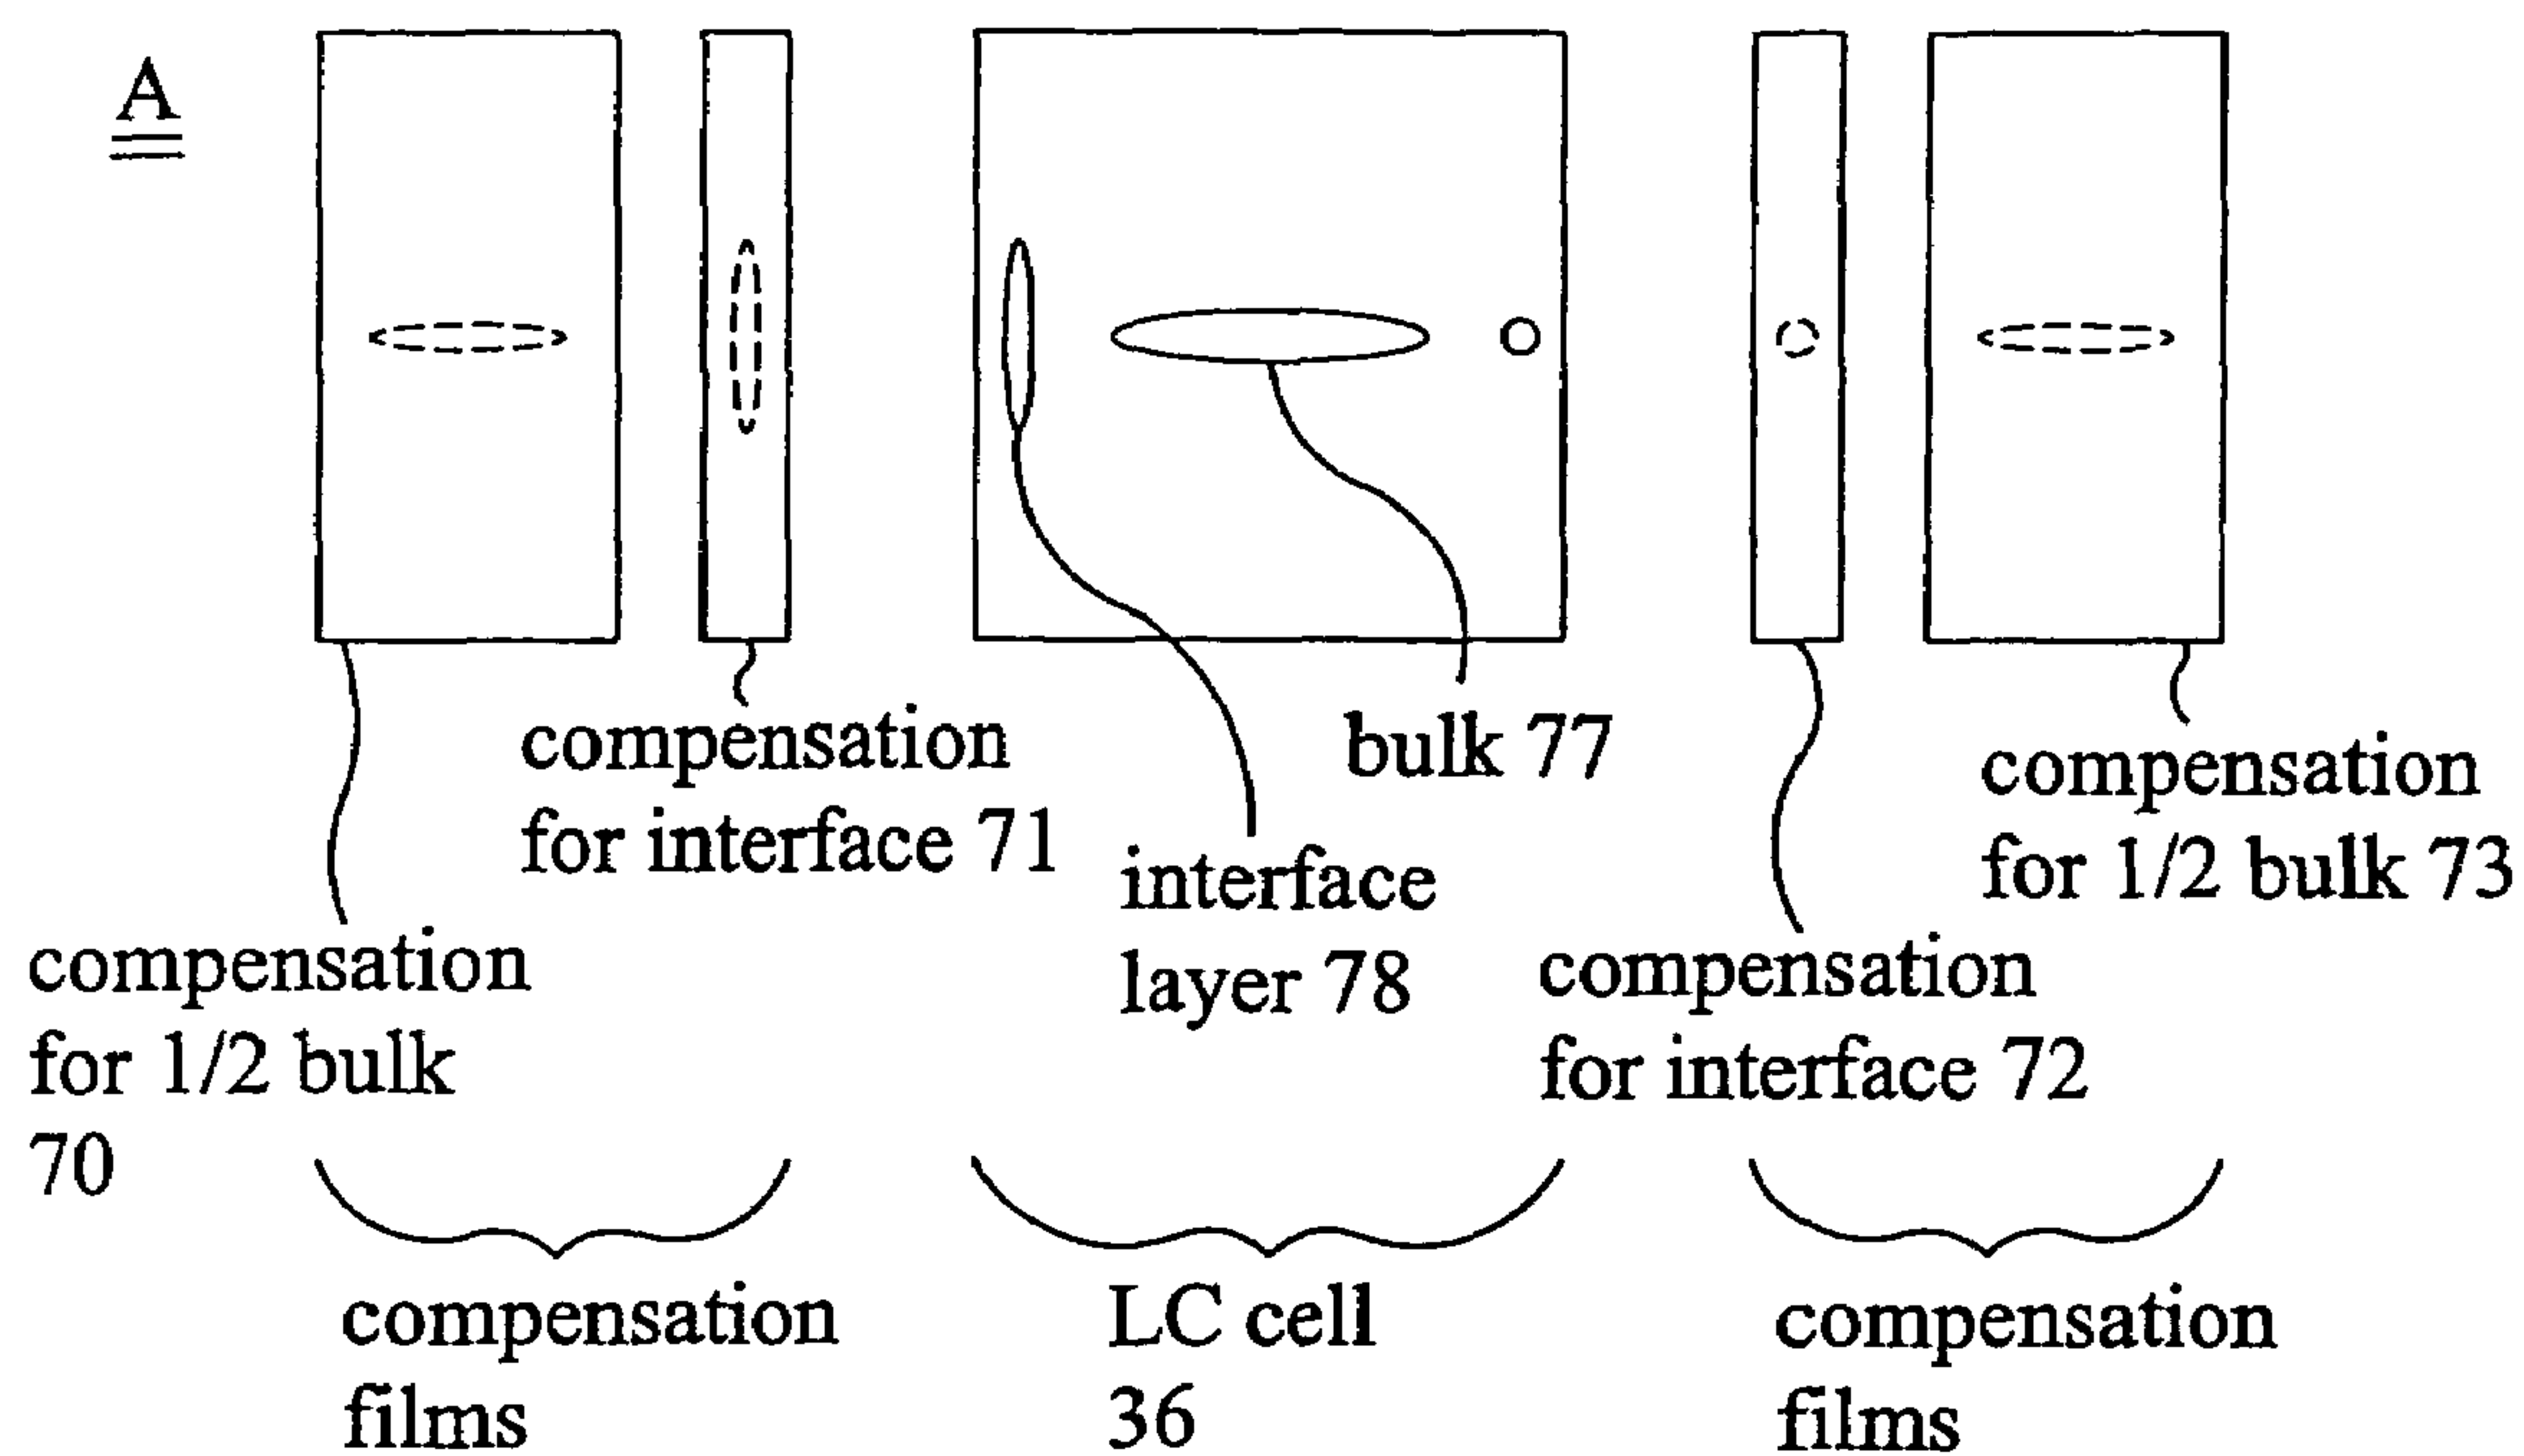 A
compensation
for interface 71
bulk 77
compensation
for 1/2 bulk 73
interface
layer 78
compensation
for 1/2 bulk
70
compensation
for interface 72
compensation
films
LC cell
36
compensation
films